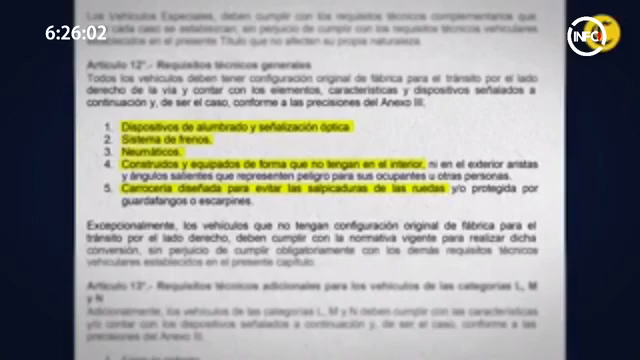 6:26:02
INFO
Los Vehículos Especiales, deben cumplir con los requisitos técnicos complementarios que
cada caso se establezcan, sin perjuicio de cumplir con los requisitos técnicos vehiculares
establecidos en el presente Título que no afecten su propia naturaleza.
Artículo 12°.- Requisitos técnicos generales
Todos los vehículos deben tener configuración original de fábrica para el tránsito por el lado
derecho de la vía y contar con los elementos, características y dispositivos señalados a
continuación y, de ser el caso, conforme a las precisiones del Anexo III:
1. Dispositivos de alumbrado y señalización óptica
2. Sistema de frenos.
3. Neumáticos.
4. Construidos y equipados de forma que no tengan en el interior, ni en el exterior aristas
y ángulos salientes que representen peligro para sus ocupantes u otras personas.
5. Carrocería diseñada para evitar las salpicaduras de las ruedas y/o protegida por
guardafangos o escarpines.
Excepcionalmente, los vehículos que no tengan configuración original de fábrica para el
tránsito por el lado derecho, deben cumplir con la normativa vigente para realizar dicha
conversión, sin perjuicio de cumplir obligatoriamente con los demás requisitos técnicos
vehiculares establecidos en el presente capítulo.
Artículo 13°.- Requisitos técnicos adicionales para los vehículos de las categorías L, M
y N
Adicionalmente, los vehículos de las categorías L, M y N deben cumplir con las características
y/o contar con los dispositivos señalados a continuación y, de ser el caso, conforme a las
precisiones del Anexo III: